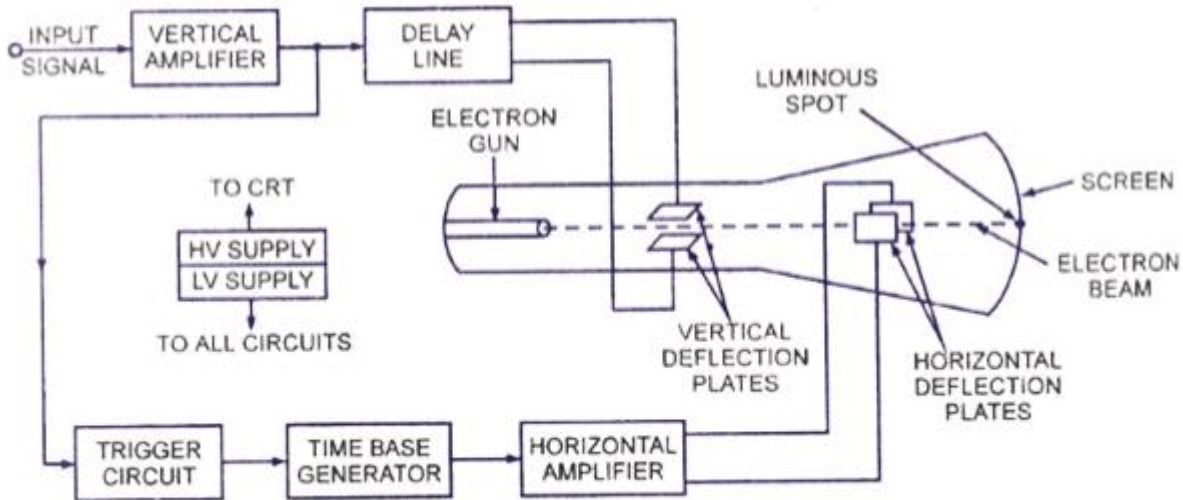 INPUT
SIGNAL
VERTICAL
AMPLIFIER
DELAY
LINE
LUMINOUS
SPOT
ELECTRON
GUN
TO CRT
SCREEN
HV SUPPLY
LV SUPPLY
ELECTRON
BEAM
TO ALL CIRCUITS
VERTICAL
DEFLECTION
PLATES
HORIZONTAL
DEFLECTION
PLATES
TRIGGER
CIRCUIT
TIME BASE
GENERATOR
HORIZONTAL
AMPLIFIER